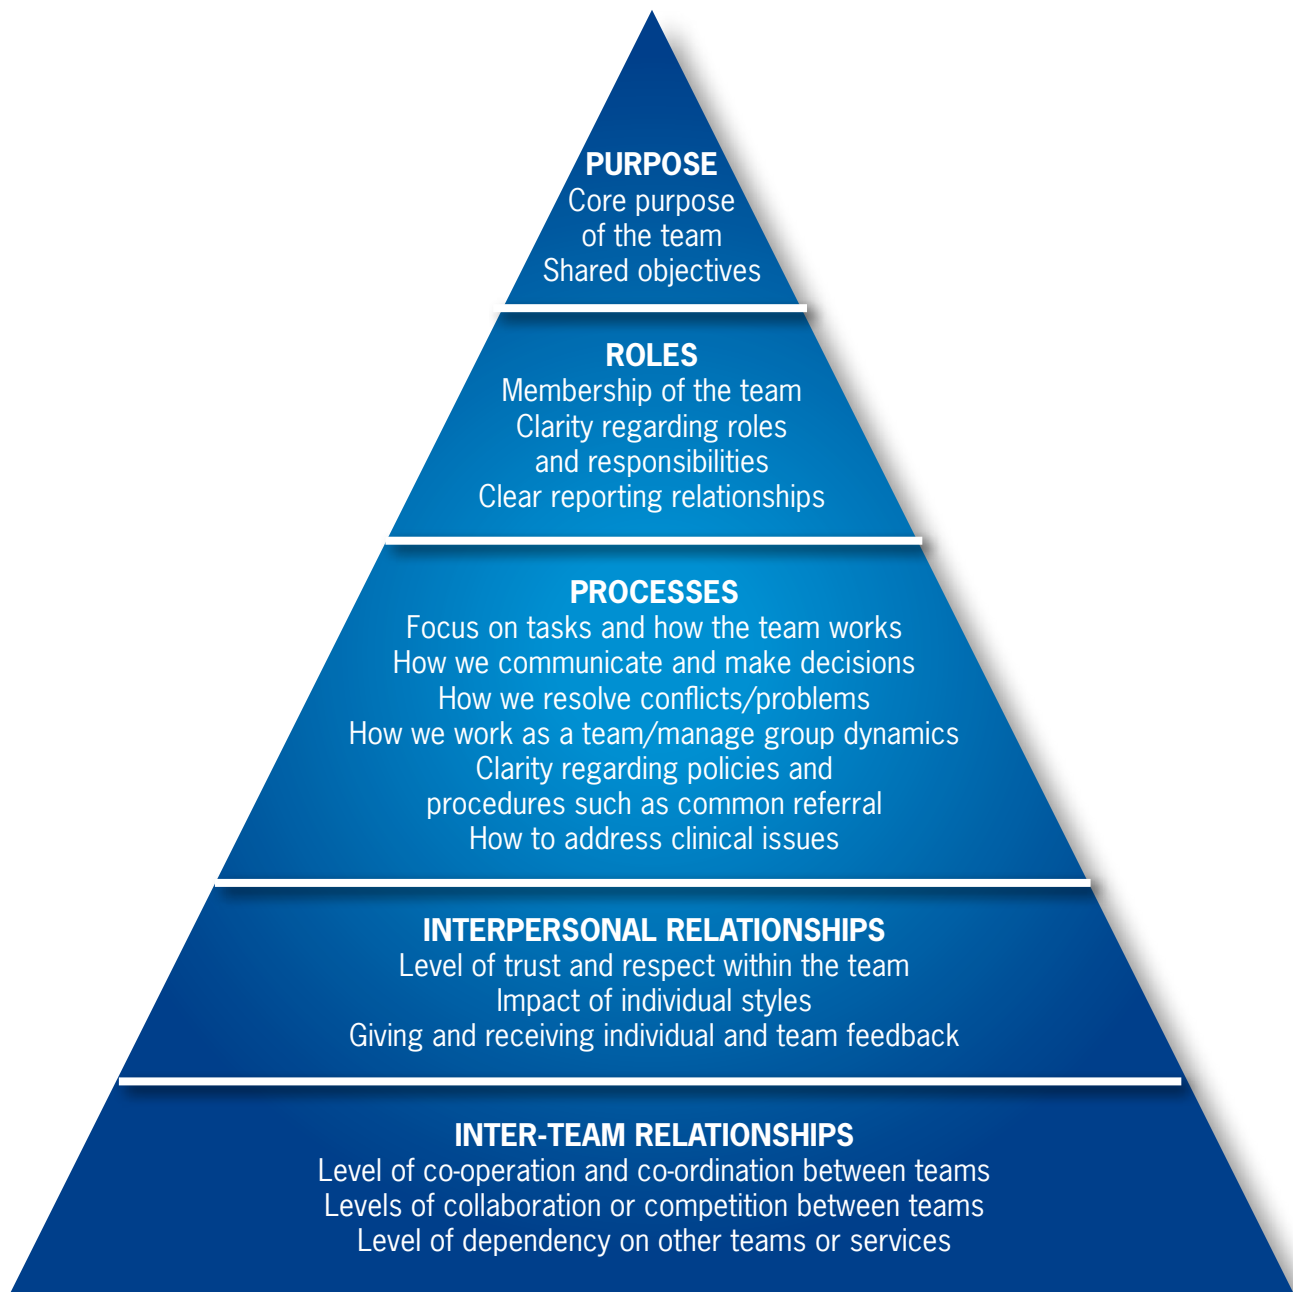 PURPOSE
Core purpose
of the team
Shared objectives
ROLES
Membership of the team
Clarity regarding roles
and responsibilities
Clear reporting relationships
PROCESSES
Focus on tasks and how the team works
How we communicate and make decisions
How we resolve conflicts/problems
How we work as a team/manage group dynamics
Clarity regarding policies and
procedures such as common referral
How to address clinical issues
INTERPERSONAL RELATIONSHIPS
Level of trust and respect within the team
Impact of individual styles
Giving and receiving individual and team feedback
INTER-TEAM RELATIONSHIPS
Level of co-operation and co-ordination between teams
Levels of collaboration or competition between teams
Level of dependency on other teams or services